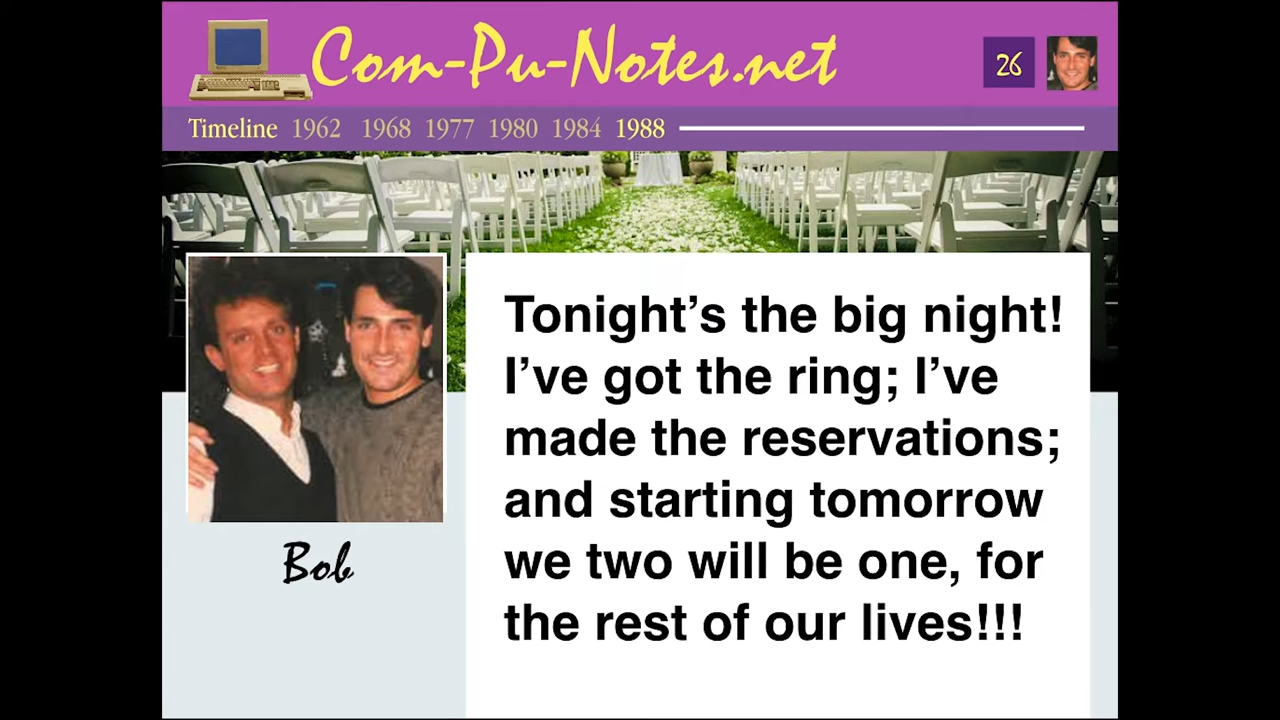 Com-Pu-Notes.net
26
Timeline 1962 1968 1977 1980 1984 1988
Tonight’s the big night!
I’ve got the ring; I’ve
made the reservations;
and starting tomorrow
we two will be one, for
the rest of our lives!!!
Bob